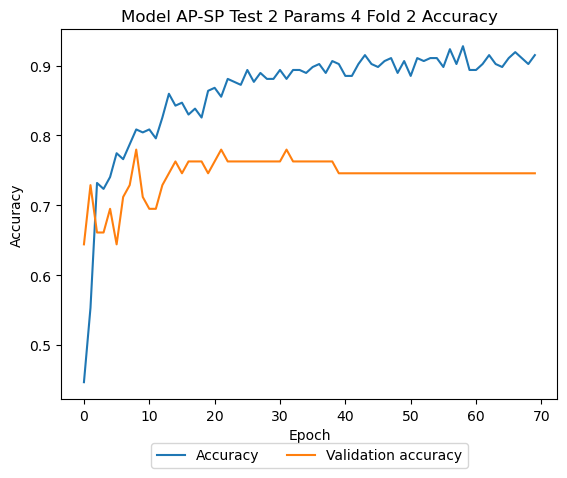 Model AP-SP Test 2 Params 4 Fold 2 Accuracy
Accuracy
0.9
0.8
0.7
0.6
0.5
0 10 20 30 40 50 60 70
Epoch
Accuracy Validation accuracy